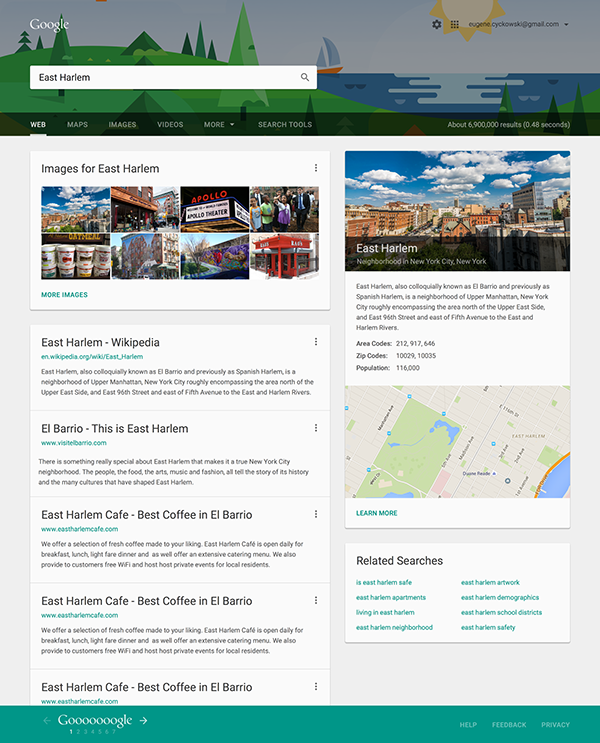 Google
eugene.cyckowski@gmail.com
East Harlem
WEB MAPS IMAGES VIDEOS MORE SEARCH TOOLS About 6,900,000 results (0.48 seconds)
Images for East Harlem
APOLLO
APOLLO THEATER
OATMEAL
MORE IMAGES
East Harlem - Wikipedia
en.wikipedia.org/wiki/East_Harlem
East Harlem, also colloquially known as El Barrio and previously as Spanish Harlem, is a
neighborhood of Upper Manhattan, New York City roughly encompassing the area north of the
Upper East Side, and East 96th Street and east of Fifth Avenue to the East and Harlem Rivers.
El Barrio - This is East Harlem
www.visitelbarrio.com
There is something really special about East Harlem that makes it a true New York City
neighborhood. The people, the food, the arts, music and fashion, all tell the story of its history
and the many cultures that have shaped East Harlem.
East Harlem Cafe - Best Coffee in El Barrio
www.eastharlemcafe.com
We offer a selection of fresh coffee made to your liking. East Harlem Café is open daily for
breakfast, lunch, light fare dinner and as well offer an extensive catering menu. We also
provide to customers free WiFi and host host private events for local residents.
East Harlem Cafe - Best Coffee in El Barrio
www.eastharlemcafe.com
We offer a selection of fresh coffee made to your liking. East Harlem Café is open daily for
breakfast, lunch, light fare dinner and as well offer an extensive catering menu. We also
provide to customers free WiFi and host host private events for local residents.
East Harlem Cafe - Best Coffee in El Barrio
www.eastharlemcafe.com
East Harlem
Neighborhood in New York City, New York
East Harlem, also colloquially known as El Barrio and previously as
Spanish Harlem, is a neighborhood of Upper Manhattan, New York
City roughly encompassing the area north of the Upper East Side,
and East 96th Street and east of Fifth Avenue to the East and
Harlem Rivers.
Area Codes: 212, 917, 646
Zip Codes: 10029, 10035
Population: 116,000
Manhattan Ave
5th Ave
E 116th St
EAST HARLEM
Duane Reade
LEARN MORE
Related Searches
is east harlem safe east harlem artwork
east harlem apartments east harlem demographics
living in east harlem east harlem school districts
east harlem neighborhood east harlem safety
Gooooooogle
1 2 3 4 5 6 7
HELP FEEDBACK PRIVACY